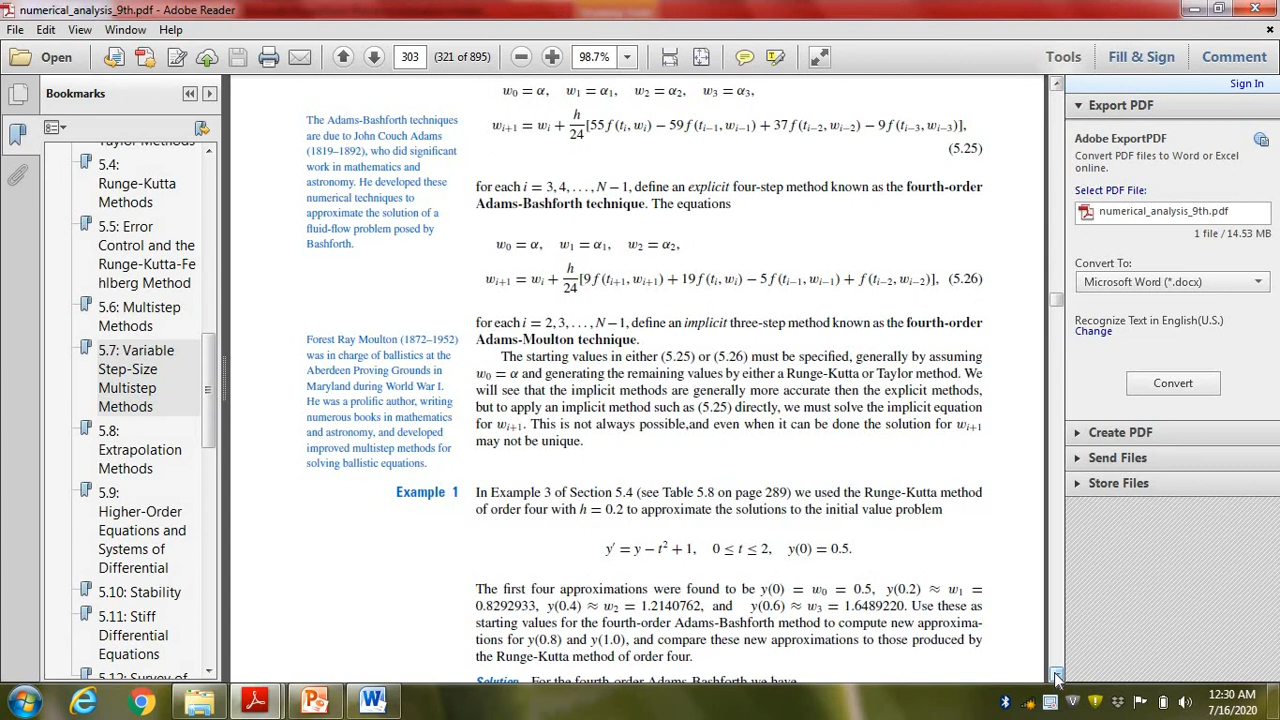 numerical_analysis_9th.pdf - Adobe Reader
File Edit View Window Help
Open 303 (321 of 895) 98.7% Tools Fill & Sign Comment
Sign In
Bookmarks
5.4:
Runge-Kutta
Methods
5.5: Error
Control and
the
Runge-Kutta-Fe
hlberg Method
5.6: Multistep
Methods
5.7: Variable
Step-Size
Multistep
Methods
5.8:
Extrapolation
Methods
5.9:
Higher-Order
Equations and
Systems of
Differential
5.10: Stability
5.11: Stiff
Differential
Equations
5.12: Survey of
The Adams-Bashforth techniques
are due to John Couch Adams
(1819–1892), who did significant
work in mathematics and
astronomy. He developed these
numerical techniques to
approximate the solution of a
fluid-flow problem posed by
Bashforth.
Forest Ray Moulton (1872–1952)
was in charge of ballistics at the
Aberdeen Proving Grounds in
Maryland during World War I.
He was a prolific author, writing
numerous books in mathematics
and astronomy, and developed
improved multistep methods for
solving ballistic equations.
w₀ = α, w₁ = α₁, w₂ = α₂, w₃ = α₃,
wᵢ₊₁ = wᵢ + h/24 [55f(tᵢ, wᵢ) − 59f(tᵢ₋₁, wᵢ₋₁) + 37f(tᵢ₋₂, wᵢ₋₂) − 9f(tᵢ₋₃, wᵢ₋₃)],
(5.25)
for each i = 3, 4, . . . , N − 1, define an explicit four-step method known as the fourth-order
Adams-Bashforth technique. The equations
w₀ = α, w₁ = α₁, w₂ = α₂,
wᵢ₊₁ = wᵢ + h/24 [9f(tᵢ₊₁, wᵢ₊₁) + 19f(tᵢ, wᵢ) − 5f(tᵢ₋₁, wᵢ₋₁) + f(tᵢ₋₂, wᵢ₋₂)], (5.26)
for each i = 2, 3, . . . , N − 1, define an implicit three-step method known as the fourth-order
Adams-Moulton technique.
The starting values in either (5.25) or (5.26) must be specified, generally by assuming
w₀ = α and generating the remaining values by either a Runge-Kutta or Taylor method. We
will see that the implicit methods are generally more accurate then the explicit methods,
but to apply an implicit method such as (5.25) directly, we must solve the implicit equation
for wᵢ₊₁. This is not always possible,and even when it can be done the solution for wᵢ₊₁
may not be unique.
Example 1 In Example 3 of Section 5.4 (see Table 5.8 on page 289) we used the Runge-Kutta method
of order four with h = 0.2 to approximate the solutions to the initial value problem
y′ = y − t² + 1, 0 ≤ t ≤ 2, y(0) = 0.5.
The first four approximations were found to be y(0) = w₀ = 0.5, y(0.2) ≈ w₁ =
0.8292933, y(0.4) ≈ w₂ = 1.2140762, and y(0.6) ≈ w₃ = 1.6489220. Use these as
starting values for the fourth-order Adams-Bashforth method to compute new approxima-
tions for y(0.8) and y(1.0), and compare these new approximations to those produced by
the Runge-Kutta method of order four.
Solution For the fourth-order Adams-Bashforth we have
Export PDF
Adobe ExportPDF
Convert PDF files to Word or Excel
online.
Select PDF File:
numerical_analysis_9th.pdf
1 file / 14.53 MB
Convert To:
Microsoft Word (*.docx)
Recognize Text in English(U.S.)
Change
Convert
Create PDF
Send Files
Store Files
12:30 AM
7/16/2020